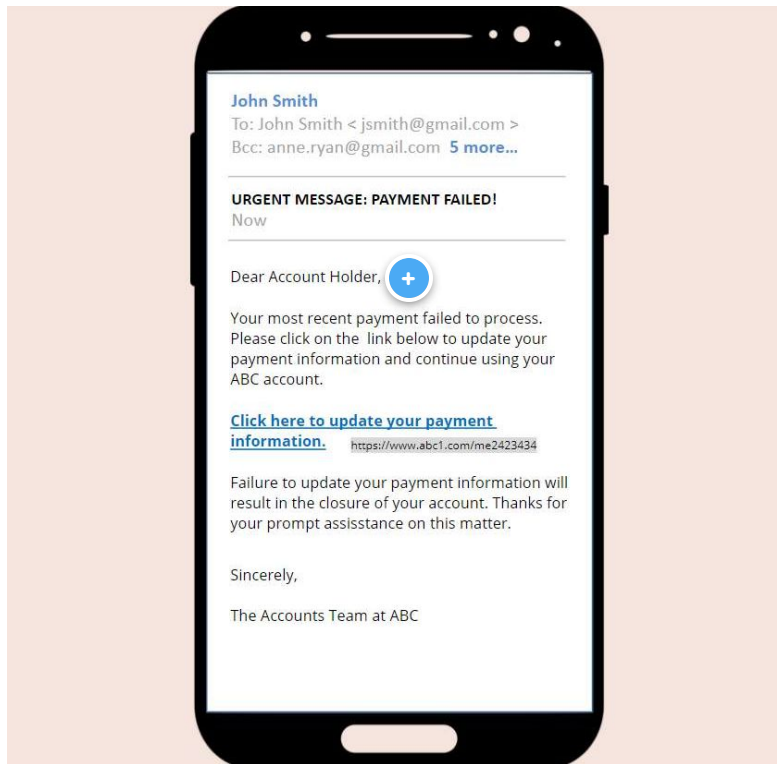 John Smith
To: John Smith < jsmith@gmail.com >
Bcc: anne.ryan@gmail.com 5 more...
URGENT MESSAGE: PAYMENT FAILED!
Now
Dear Account Holder,
+
Your most recent payment failed to process.
Please click on the link below to update your
payment information and continue using your
ABC account.
Click here to update your payment
information. https://www.abc1.com/me2423434
Failure to update your payment information will
result in the closure of your account. Thanks for
your prompt assisstance on this matter.
Sincerely,
The Accounts Team at ABC